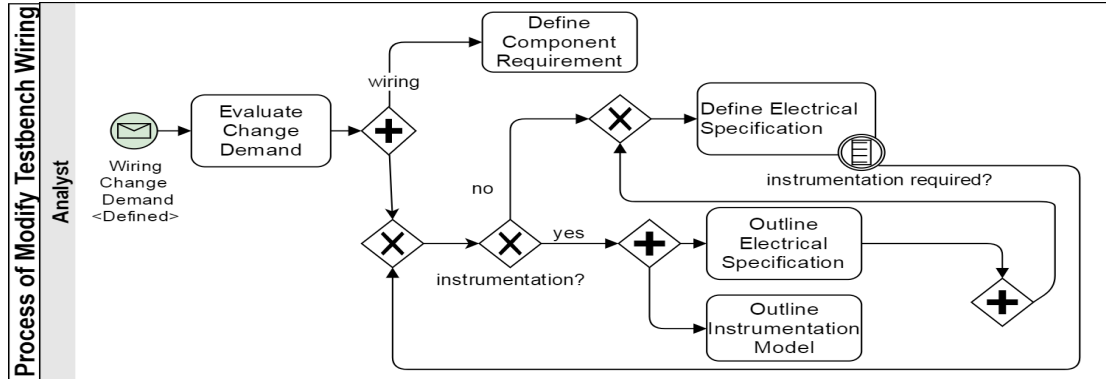 Process of Modify Testbench Wiring
Analyst
Wiring
Change
Demand
<Defined>
Evaluate
Change
Demand
wiring
Define
Component
Requirement
instrumentation?
no
yes
Define Electrical
Specification
instrumentation required?
Outline
Electrical
Specification
Outline
Instrumentation
Model